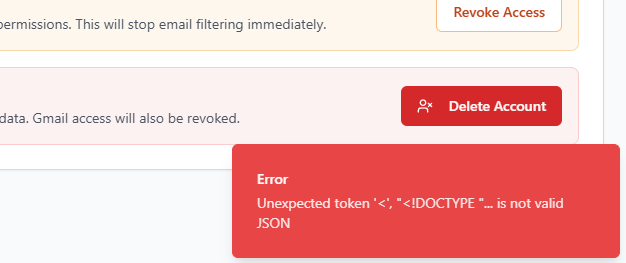 Revoke Access
permissions. This will stop email filtering immediately.
Delete Account
data. Gmail access will also be revoked.
Error
Unexpected token '<', "<!DOCTYPE "... is not valid
JSON